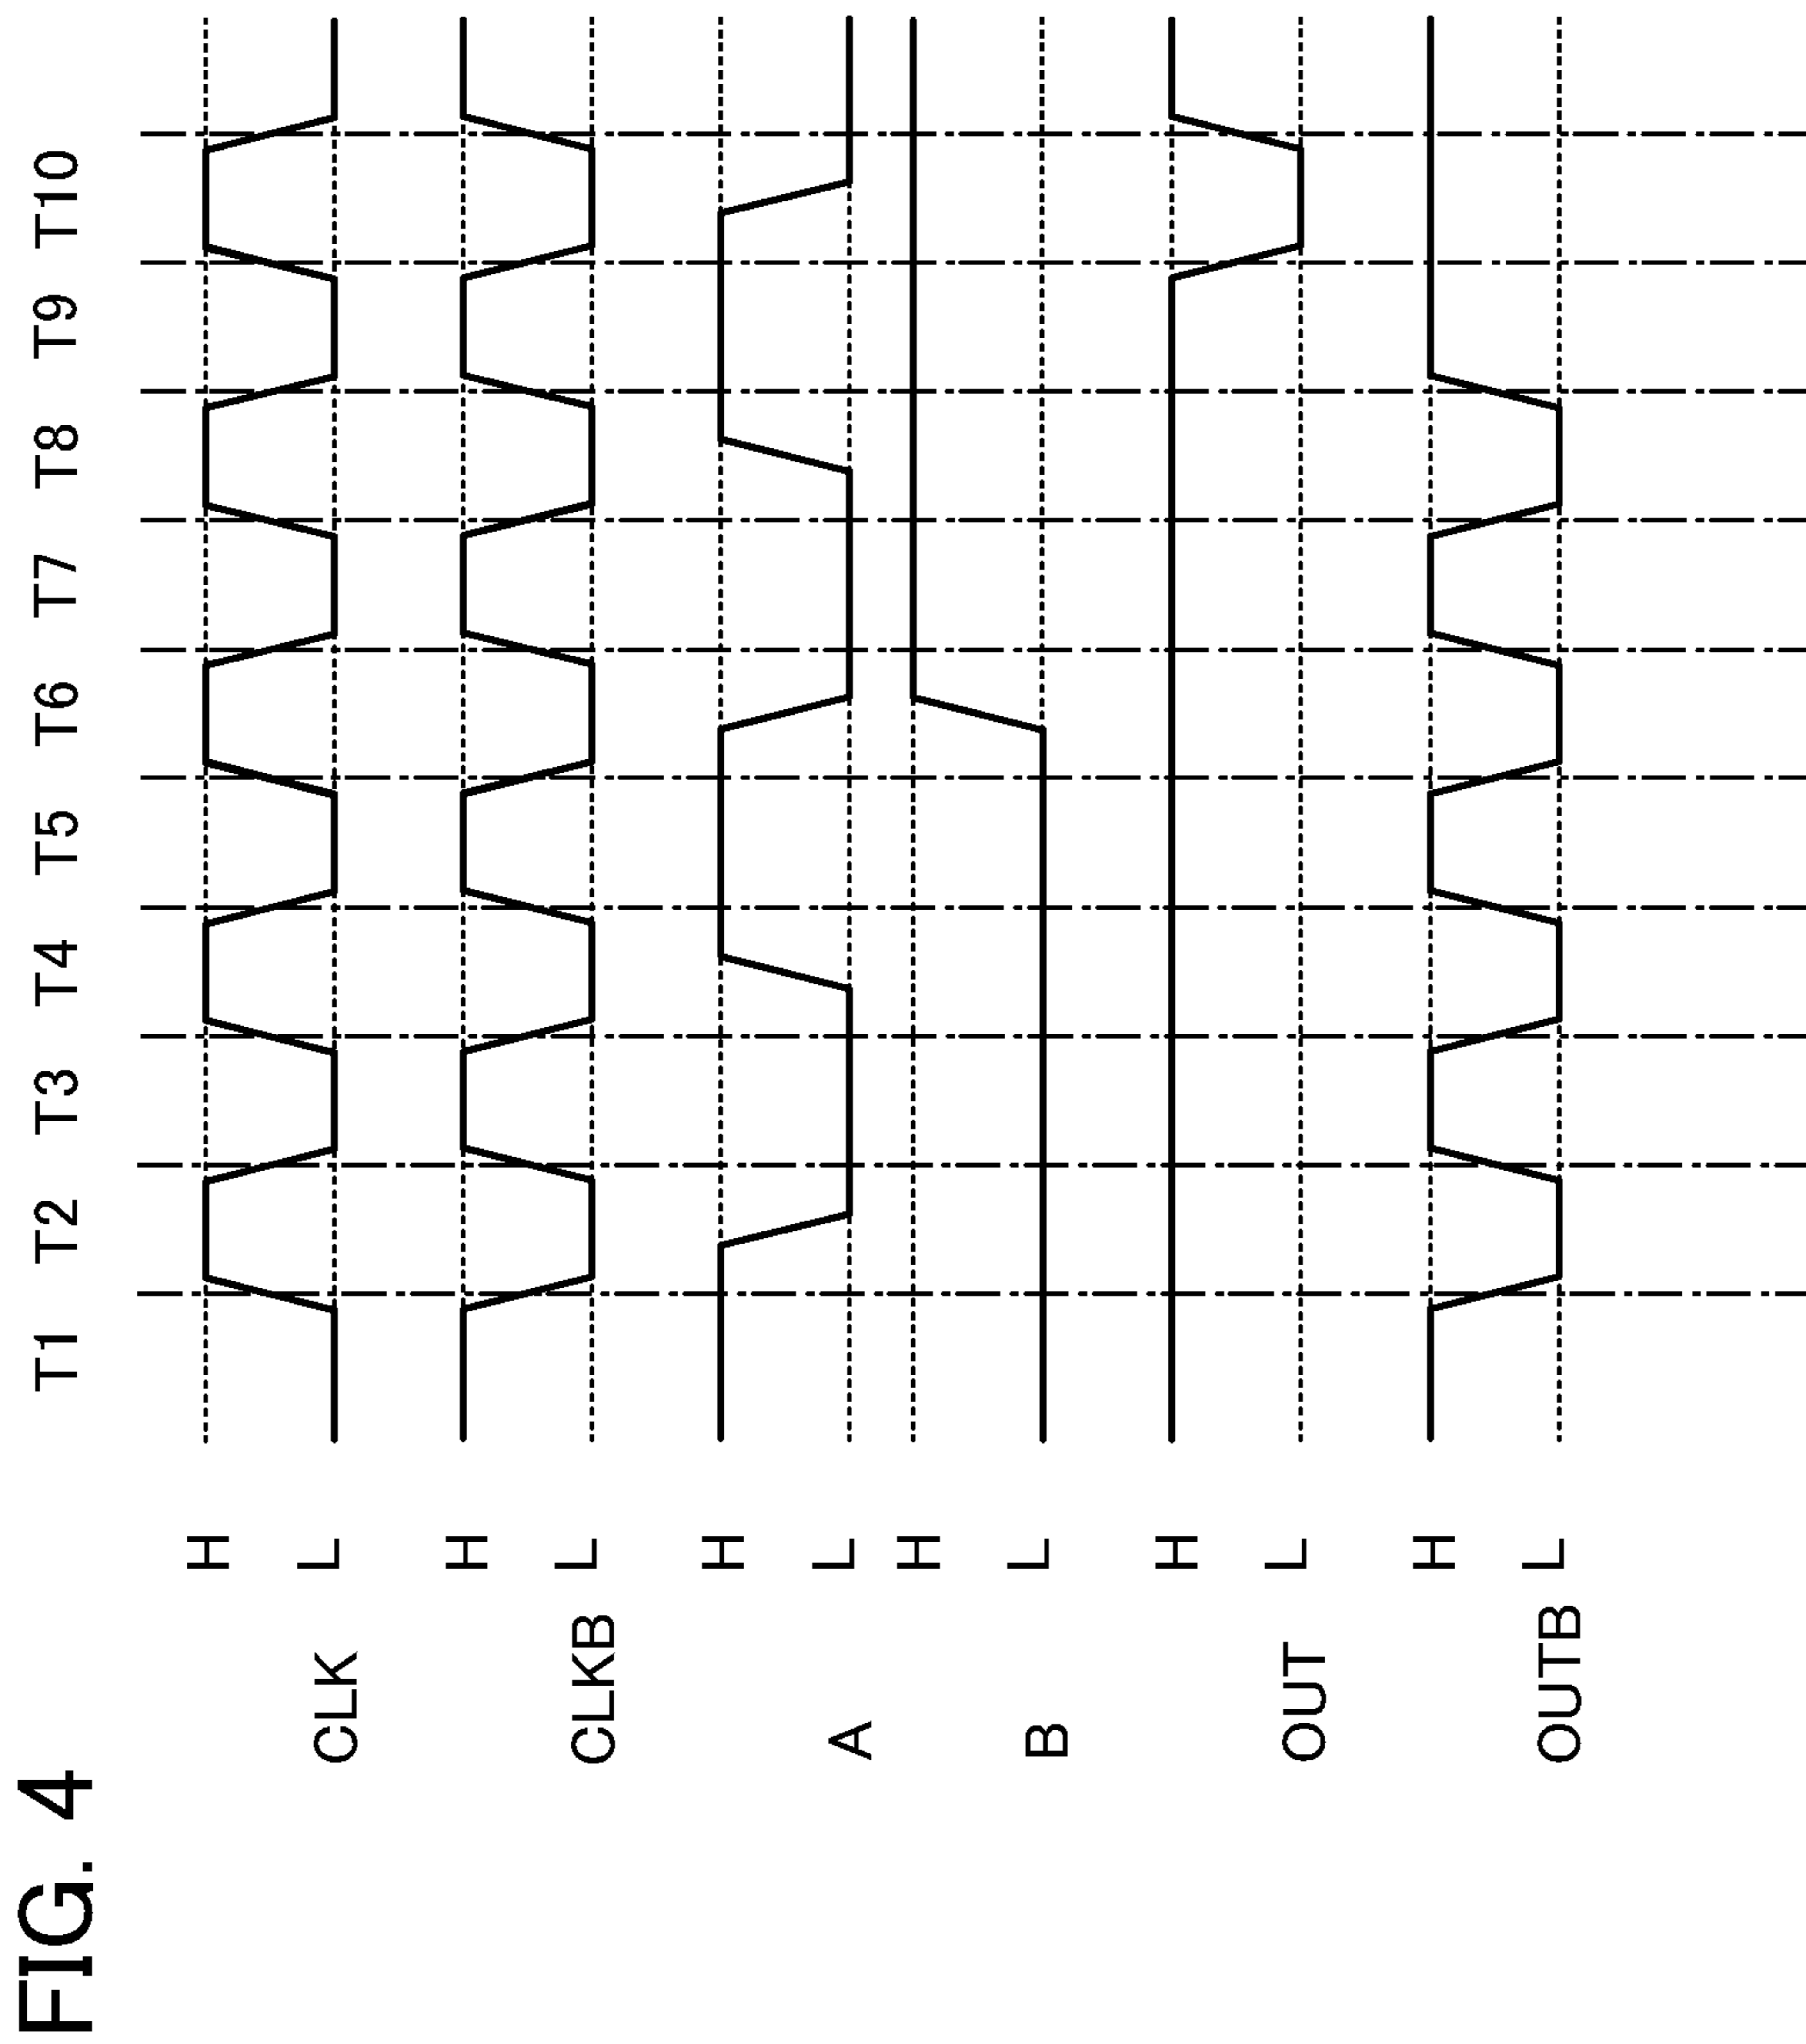 FIG. 4
T1 T2 T3 T4 T5 T6 T7 T8 T9 T10
H
CLK L
H
CLKB L
H
A L
H
B L
H
OUT L
H
OUTB L